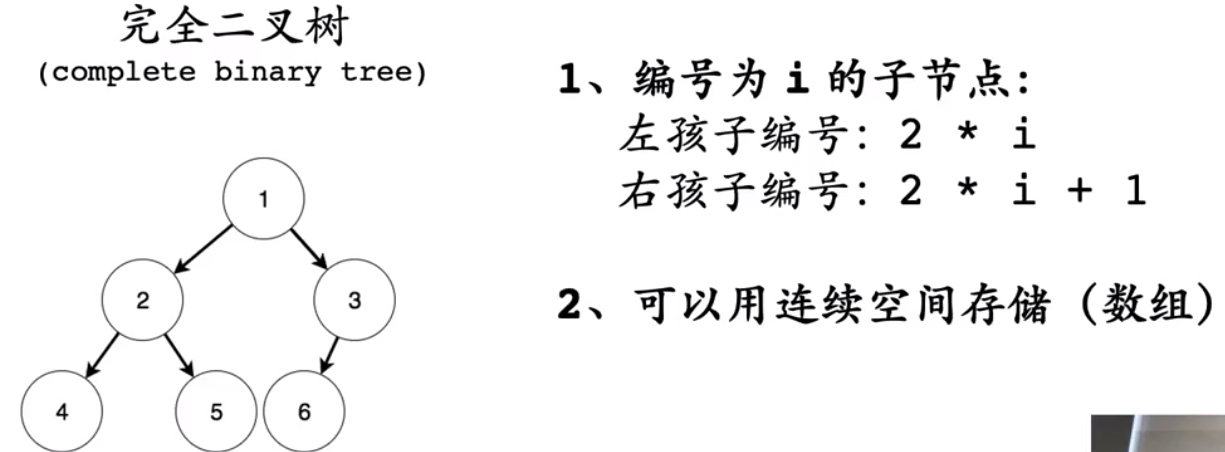 完全二叉树
(complete binary tree)
1、编号为 i 的子节点:
左孩子编号: 2 * i
右孩子编号: 2 * i + 1
2、可以用连续空间存储（数组）
1
2
3
4
5
6